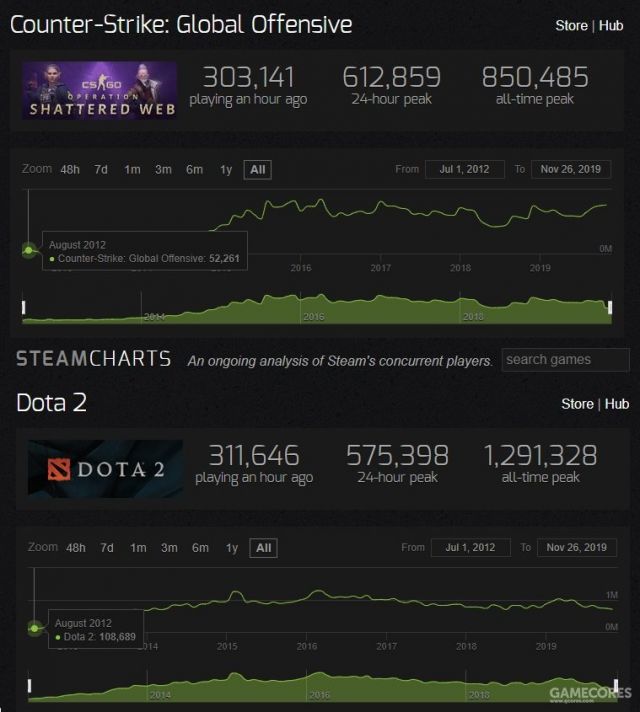 Counter-Strike: Global Offensive
Store | Hub
CS GO
OPERATION
SHATTERED WEB
303,141
playing an hour ago
612,859
24-hour peak
850,485
all-time peak
Zoom 48h 7d 1m 3m 6m 1y All
From Jul 1, 2012 To Nov 26, 2019
August 2012
Counter-Strike: Global Offensive: 52,261
0M
2016 2017 2018 2019
2014 2016 2018
STEAMCHARTS
An ongoing analysis of Steam's concurrent players.
search games
Dota 2
Store | Hub
DOTA 2
311,646
playing an hour ago
575,398
24-hour peak
1,291,328
all-time peak
Zoom 48h 7d 1m 3m 6m 1y All
From Jul 1, 2012 To Nov 26, 2019
1M
August 2012
Dota 2: 108,689
0M
2015 2016 2017 2018 2019
2014 2016 2018
GAMECORES
www.gcores.com